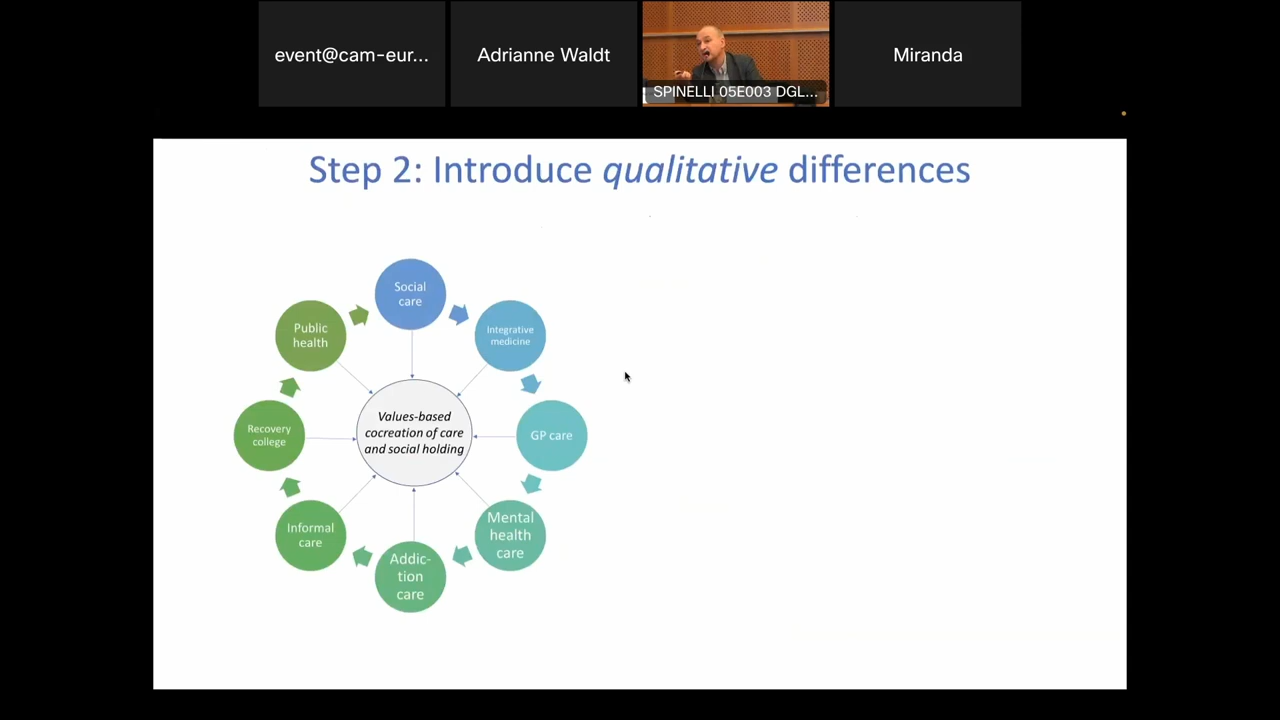 event@cam-eur...
Adrianne Waldt
SPINELLI 05E003 DGL...
Miranda
Step 2: Introduce qualitative differences
Social
care
Integrative
medicine
GP care
Mental
health
care
Addic-
tion
care
Informal
care
Recovery
college
Public
health
Values-based
cocreation of care
and social holding